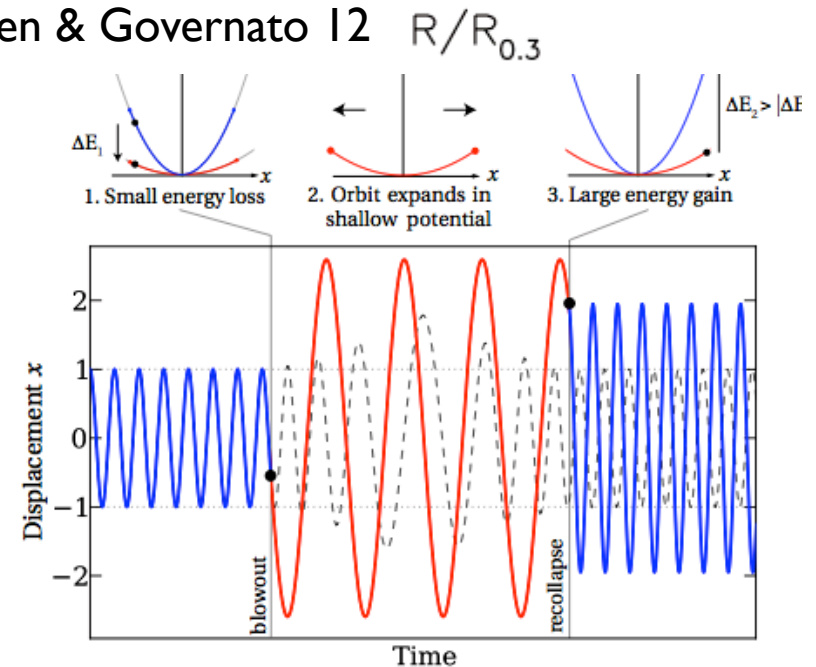 en & Governato 12 R/R0.3
ΔE1
x
1. Small energy loss
x
2. Orbit expands in
shallow potential
ΔE2 > |ΔE
x
3. Large energy gain
Displacement x
2
1
0
−1
−2
blowout
recollapse
Time